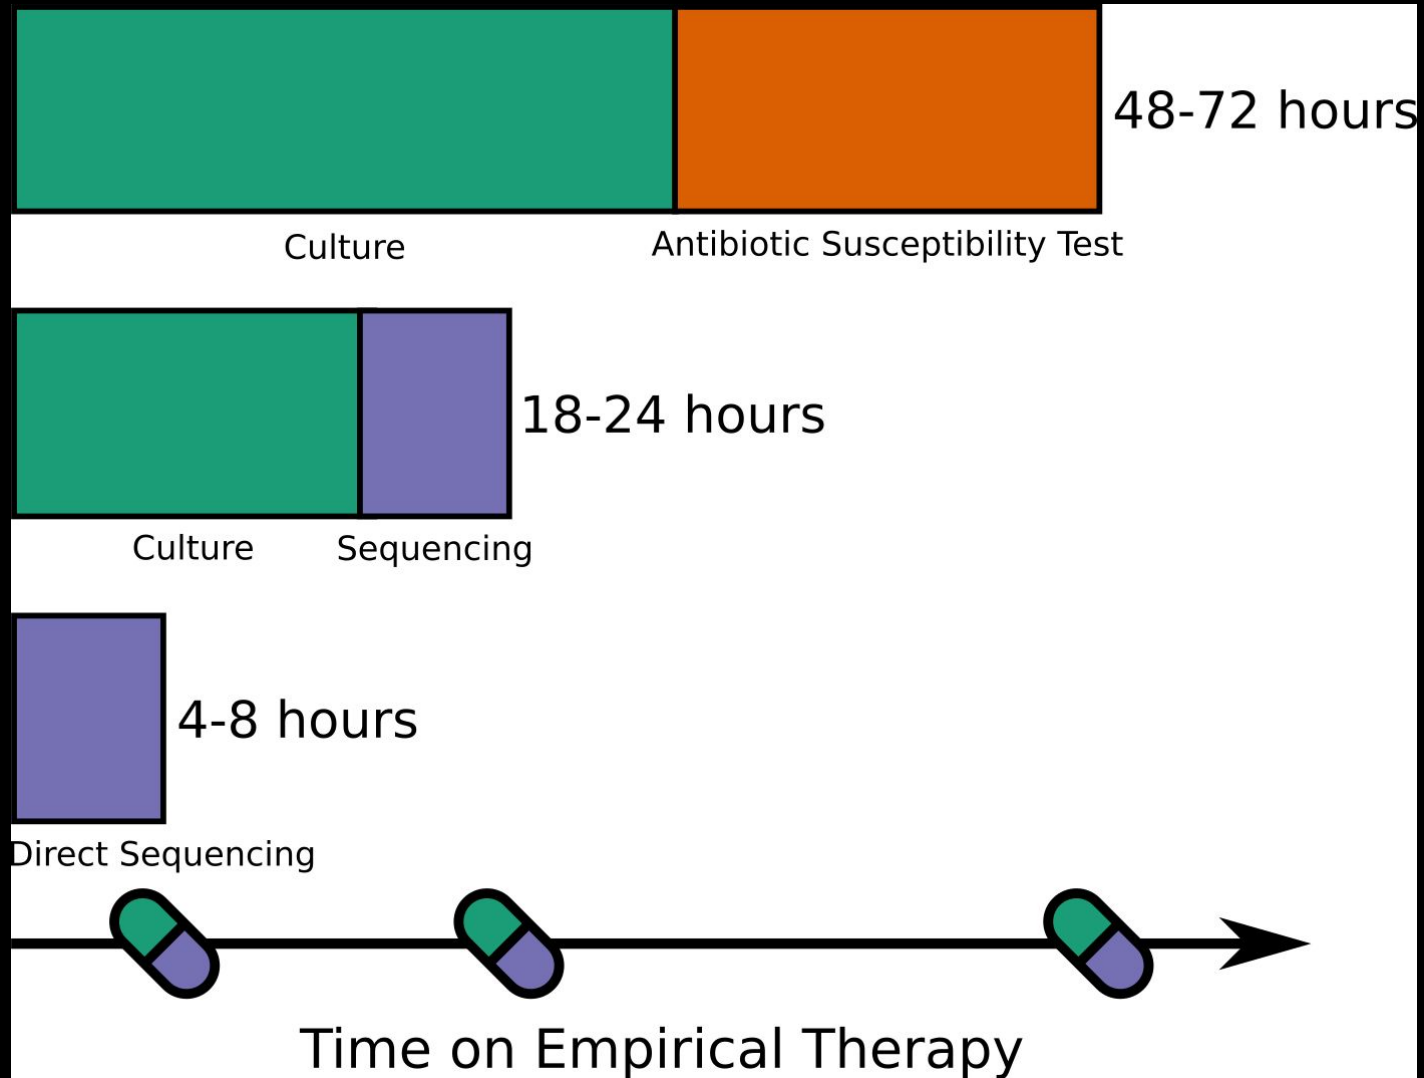 48-72 hours
Culture
Antibiotic Susceptibility Test
18-24 hours
Culture
Sequencing
4-8 hours
Direct Sequencing
Time on Empirical Therapy